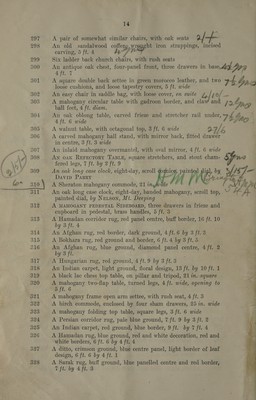 14
287 A pair of somewhat similar chairs, with oak seats
288 An old sandalwood coffee, wrought iron strappings, incised
carving, 3 ft. 4
289 Six ladder back church chairs, with rush seats
290 An antique oak chest, four-panel front, three drawers in base,
4 ft. 7
301 A square double back settee in green moquette leather, and two
loose cushions, and loose tapestry covers, 5 ft. wide
302 An easy chair in saddle bag, with loose cover, en suite
303 A mahogany circular table with gadroon border, and claw and
ball feet, 4 ft. diam.
304 An oak oblong table, carved frieze and stretcher rail under,
4 ft. 6 wide
305 A walnut table, with octagonal top, 3 ft. 6 wide
306 A carved mahogany hall stand, with mirror back, fitted drawer
in centre, 3 ft. 3 wide
307 An inlaid mahogany overmantel, with oval mirror, 4 ft. 6 wide
308 An oak REFECTORY TABLE, square stretchers, and stout cham-
fered legs, 7 ft. by 2 ft. 9
309 An oak long case clock, eight-day, small painted dial, by
DAVID
310 A Sheraton mahogany commode, 21
311 An oak long case clock, eight-day, banded mahogany, small top,
painted dial, by NELSON, Mt. Deeping
312 A MAHOGANY PEDESTAL SIDEBOARD, three drawers in frieze and
cupboard in pedestal, brass handles, 5 ft. 3
313 A Hamadan corridor rug, red panel centre, buff border, 16 ft. 10
by 3 ft. 4
314 An Afghan rug, red border, dark ground, 4 ft. 6 by 3 ft. 3
315 A Bokhara rug, red ground and border, 6 ft. 4 by 3 ft. 5
316 An Afghan rug, blue ground, diamond panel centre, 4 ft. 2
by 3 ft.
317 A Hungarian rug, red ground, 4 ft. 8 by 3 ft. 3
318 An Indian carpet, light ground, floral design, 13 ft. by 10 ft. 1
319 A black lac chess top table, on pillar and tripod, 21 in. square
320 A mahogany two-flap table, turned legs, 4 ft. wide, opening to
5 ft. 6
321 A mahogany frame open arm settee, with rush seat, 4 ft. 3
322 A birch commode, enclosed by four sham drawers, 25 in. wide
323 A mahogany folding top table, square legs, 3 ft. 6 wide
324 A Persian corridor rug, pale blue ground, 7 ft. 9 by 3 ft. 2
325 An Indian carpet, red ground, blue border, 9 ft. by 7 ft. 4
326 A Hamadan rug, blue ground, red and white decoration, red and
white borders, 6 ft. 6 by 4 ft. 4
327 A ditto, crimson ground, blue centre panel, light border of leaf
design, 6 ft. 6 by 4 ft. 1
328 A Sarak rug, buff ground, blue panelled centre and red border,
7 ft. by 4 ft. 5